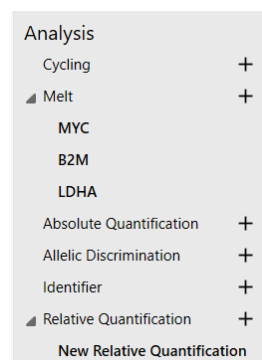 Analysis
Cycling +
Melt +
MYC
B2M
LDHA
Absolute Quantification +
Allelic Discrimination +
Identifier +
Relative Quantification +
New Relative Quantification